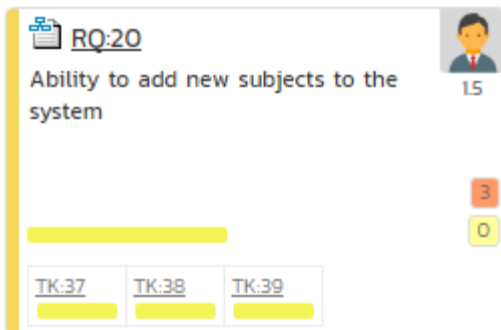 RQ:20
Ability to add new subjects to the
system
1.5
3
0
TK:37 TK:38 TK:39